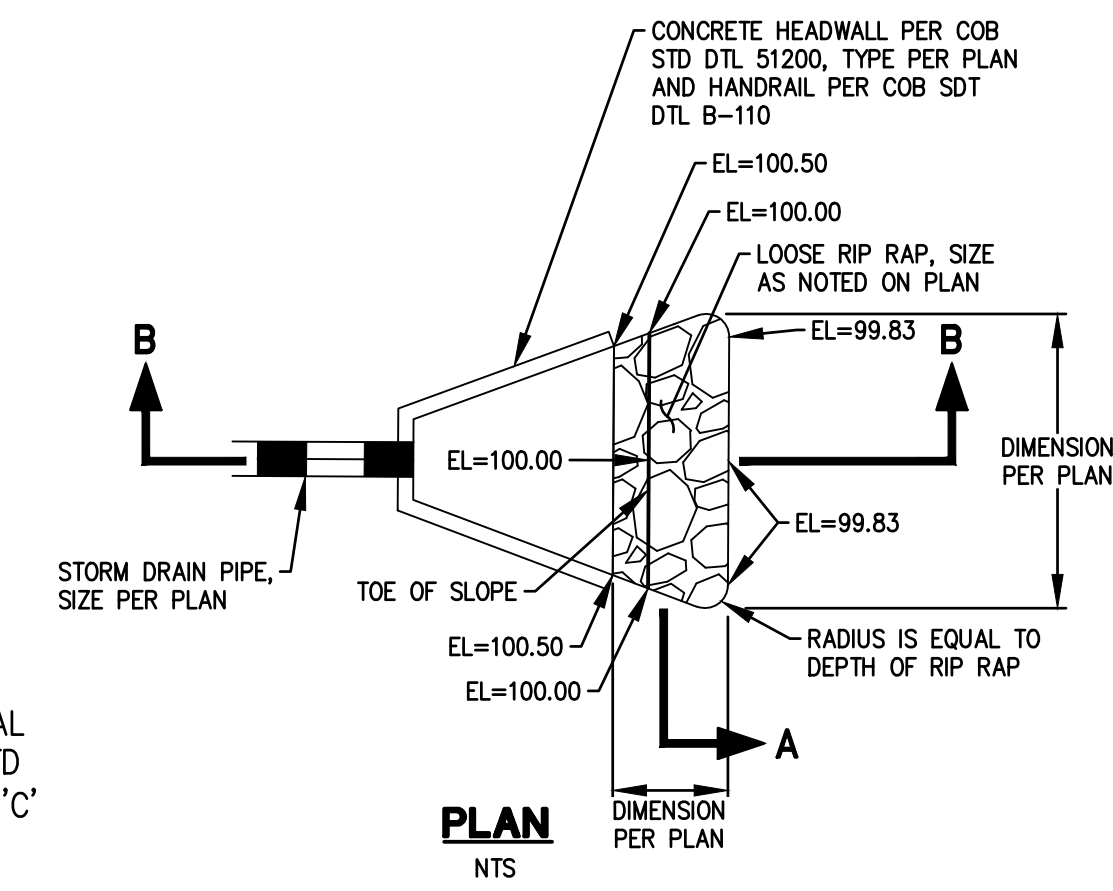 CONCRETE HEADWALL PER COB
STD DTL 51200, TYPE PER PLAN
AND HANDRAIL PER COB SDT
DTL B-110
EL=100.50
EL=100.00
LOOSE RIP RAP, SIZE
AS NOTED ON PLAN
EL=99.83
B
B
EL=100.00
DIMENSION
PER PLAN
EL=99.83
STORM DRAIN PIPE,
SIZE PER PLAN
TOE OF SLOPE
EL=100.50
EL=100.00
RADIUS IS EQUAL TO
DEPTH OF RIP RAP
A
AL
TD
'C'
PLAN
NTS
DIMENSION
PER PLAN